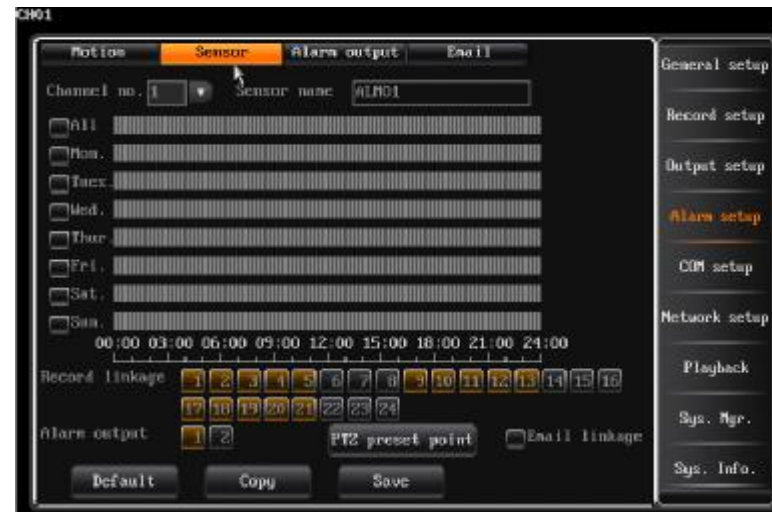 CH01
Motion Sensor Alarm output Email
Channel no. 1 Sensor name ALM01
All
Mon.
Tues.
Wed.
Thur.
Fri.
Sat.
Sun.
00:00 03:00 06:00 09:00 12:00 15:00 18:00 21:00 24:00
Record linkage 1 2 3 4 5 6 7 8 9 10 11 12 13 14 15 16
17 18 19 20 21 22 23 24
Alarm output 1 2 PTZ preset point Email linkage
Default Copy Save
General setup
Record setup
Output setup
Alarm setup
COM setup
Network setup
Playback
Sys. Mgr.
Sys. Info.